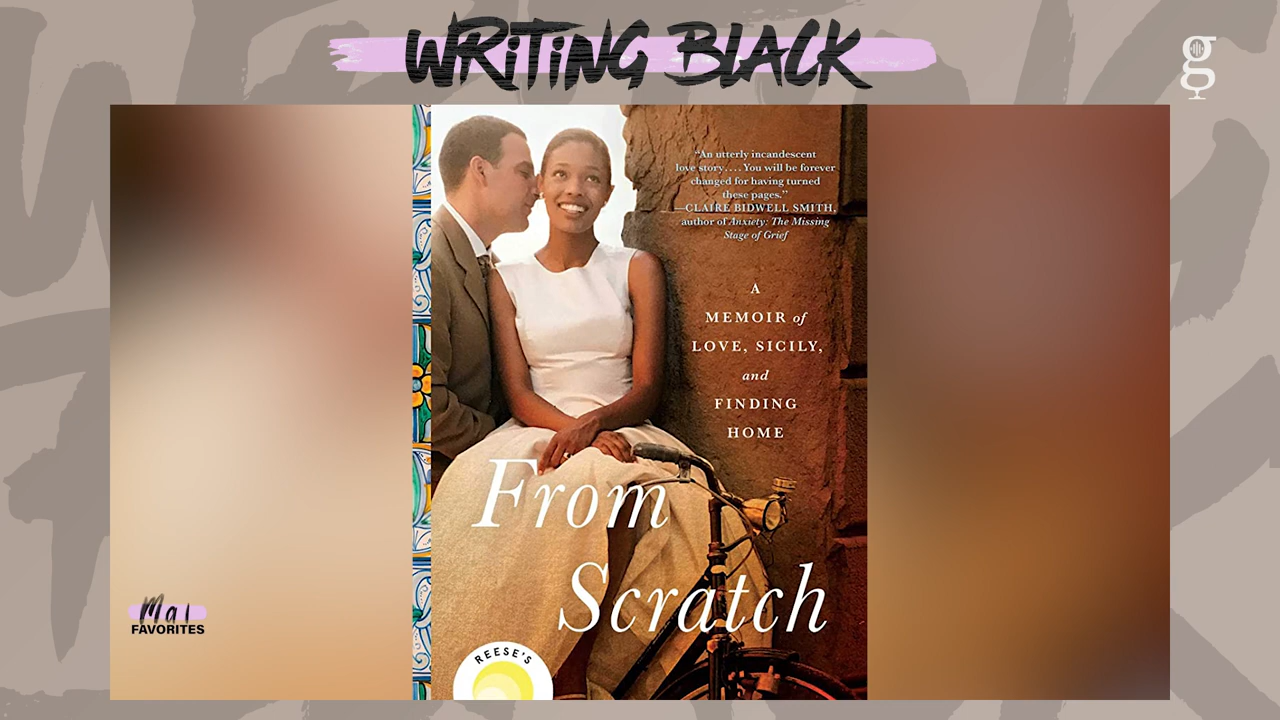 WRITING BLACK
g
“An utterly incandescent
love story.... You will be forever
changed for having turned
these pages.”
—CLAIRE BIDWELL SMITH,
author of Anxiety: The Missing
Stage of Grief
A
MEMOIR of
LOVE, SICILY,
and
FINDING
HOME
From
Scratch
REESE'S
Mai
FAVORITES